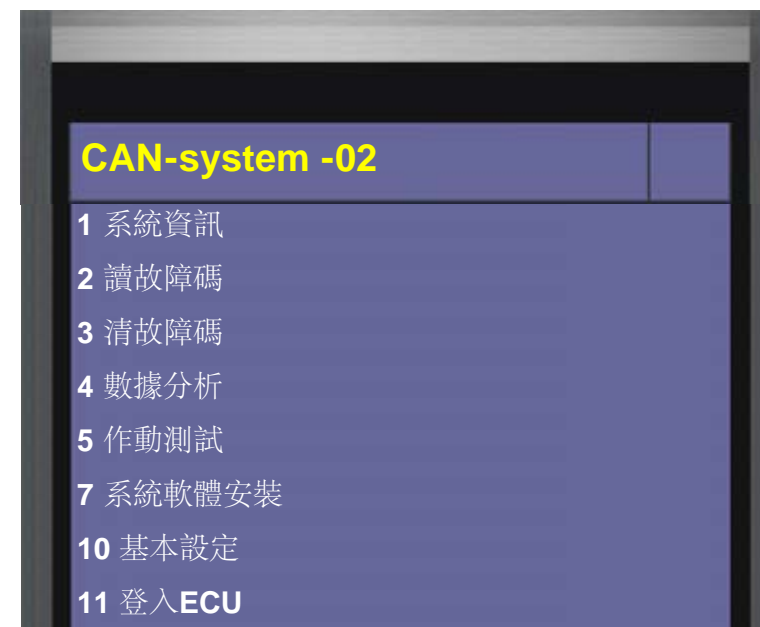 CAN-system -02
1 系統資訊
2 讀故障碼
3 清故障碼
4 數據分析
5 作動測試
7 系統軟體安裝
10 基本設定
11 登入ECU